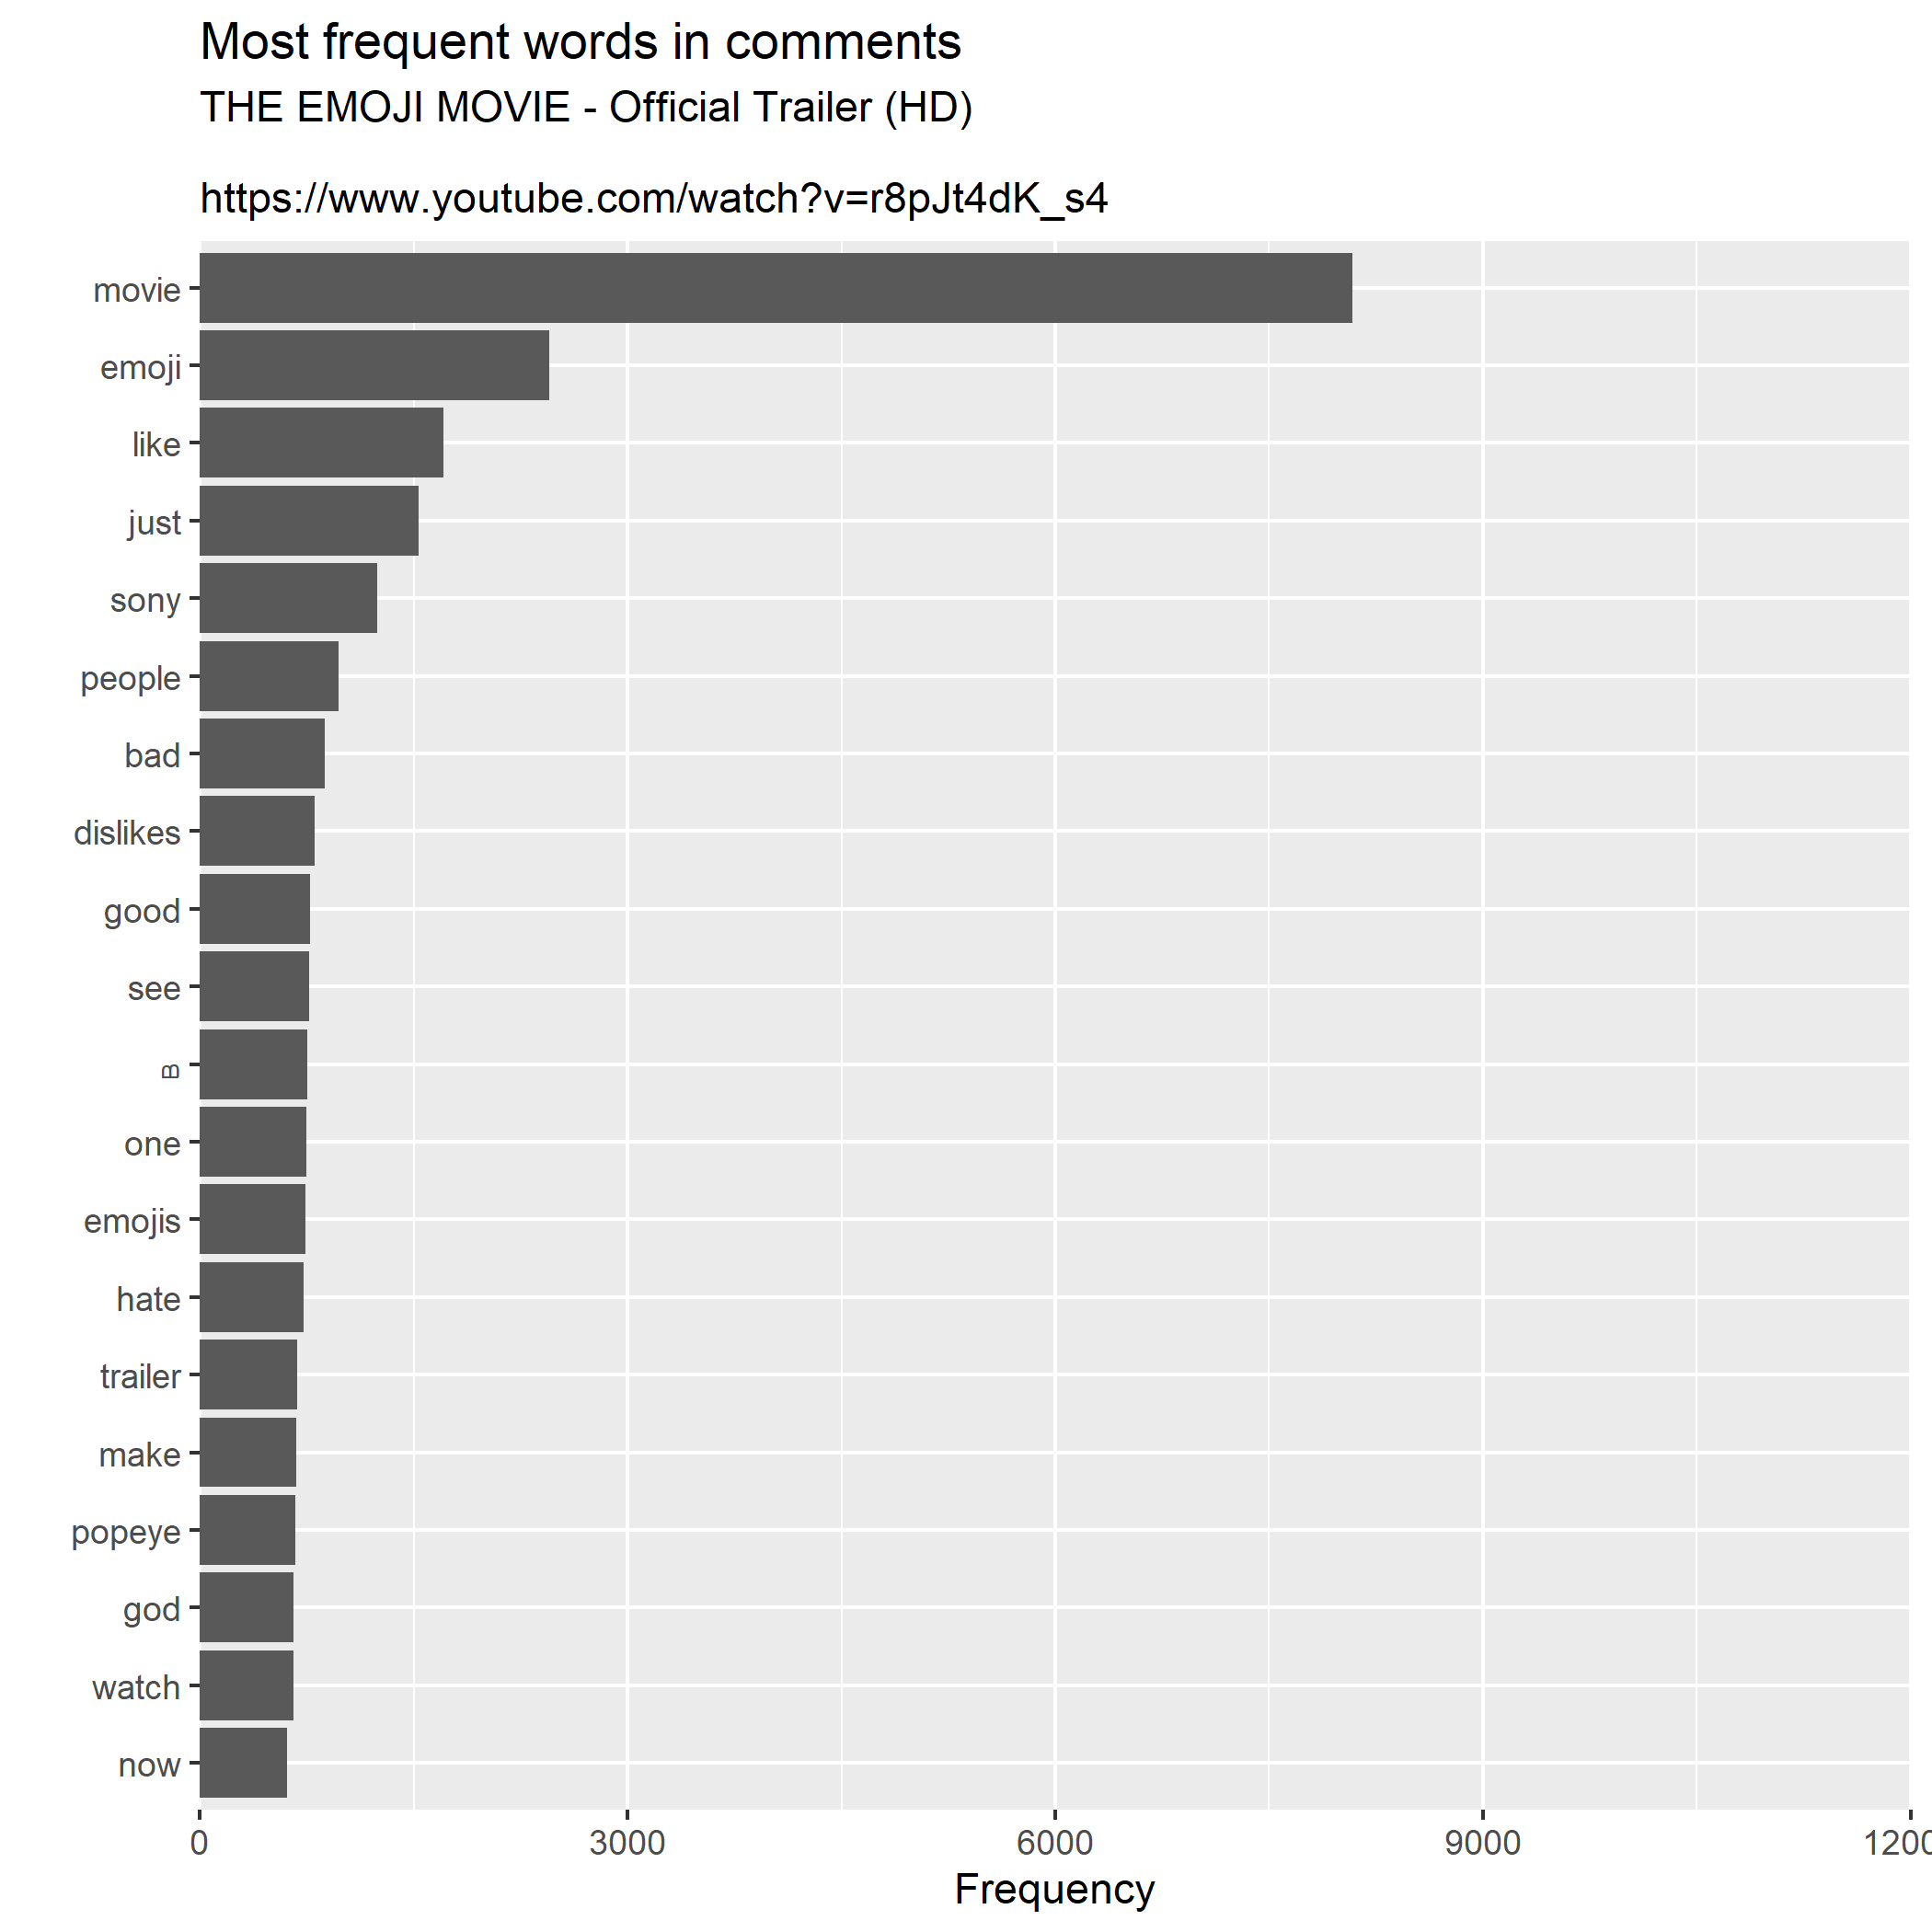 Most frequent words in comments
THE EMOJI MOVIE - Official Trailer (HD)
https://www.youtube.com/watch?v=r8pJt4dK_s4
movie
emoji
like
just
sony
people
bad
dislikes
good
see
ᗷ
one
emojis
hate
trailer
make
popeye
god
watch
now
0 3000 6000 9000 1200
Frequency